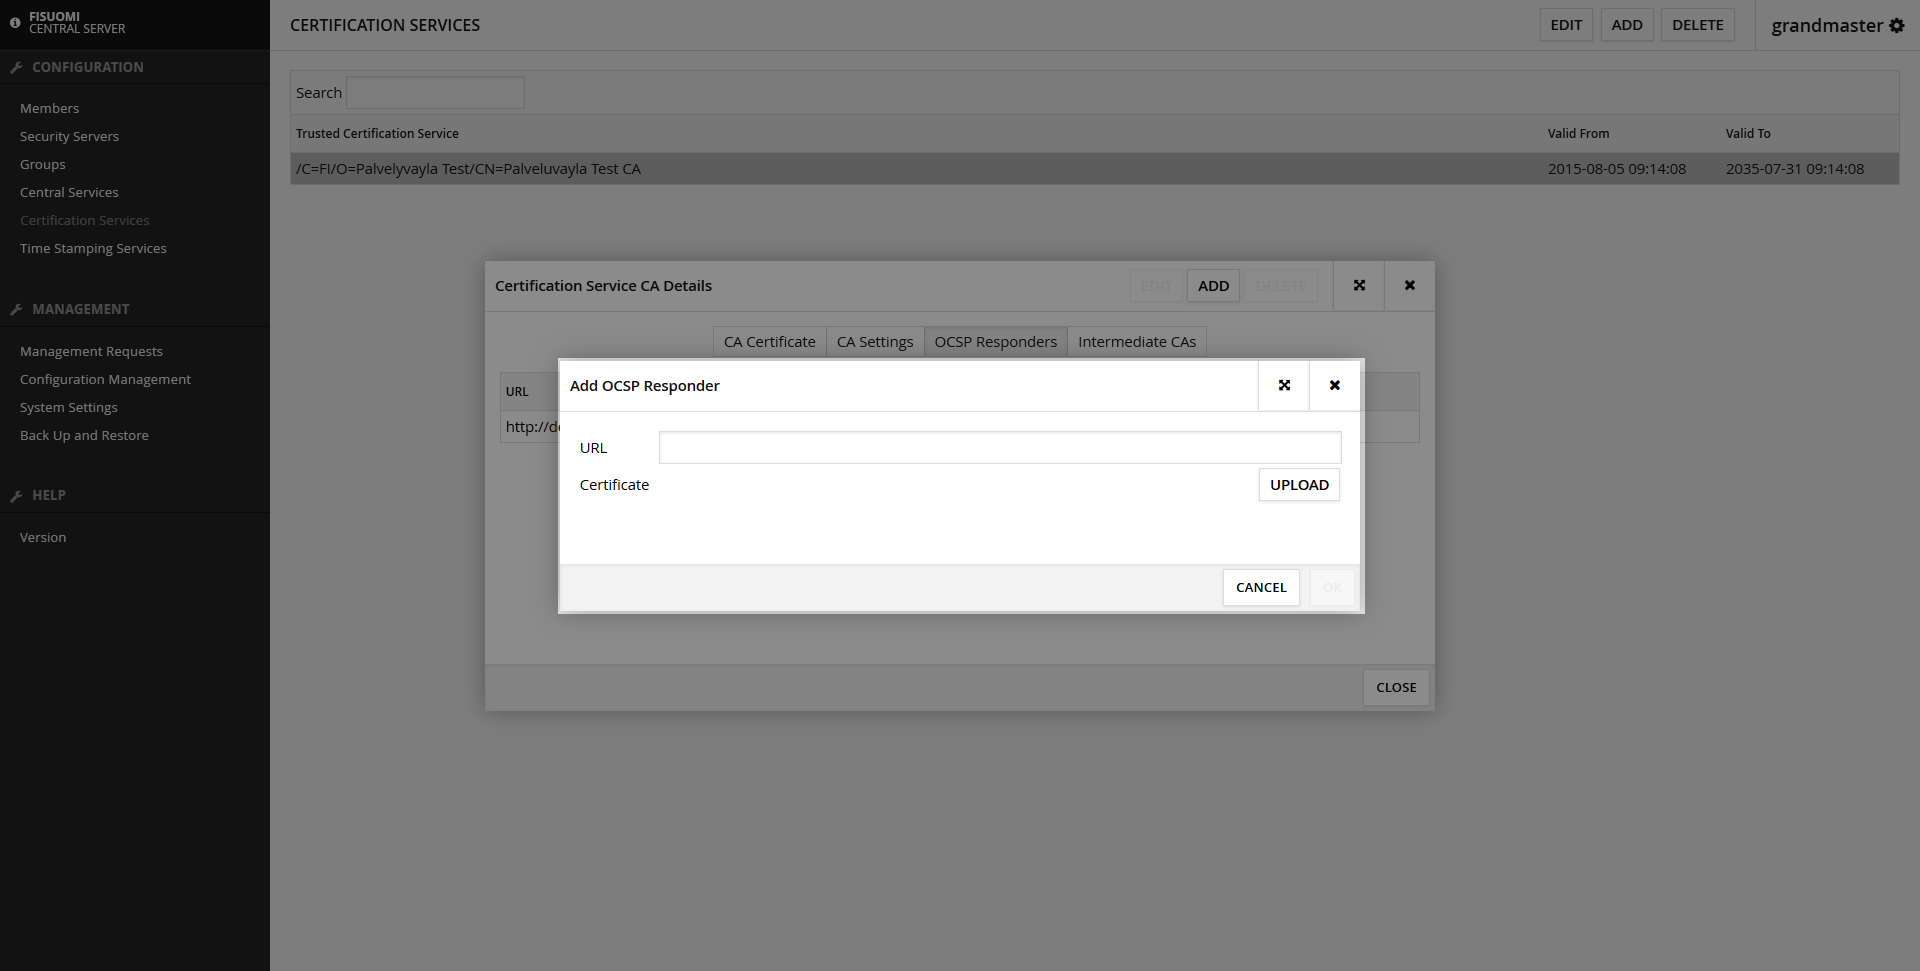 FISUOMI
CENTRAL SERVER
CONFIGURATION
Members
Security Servers
Groups
Central Services
Certification Services
Time Stamping Services
MANAGEMENT
Management Requests
Configuration Management
System Settings
Back Up and Restore
HELP
Version
CERTIFICATION SERVICES
EDIT ADD DELETE
grandmaster
Search
Trusted Certification Service Valid From Valid To
/C=FI/O=Palvelyvayla Test/CN=Palveluvayla Test CA 2015-08-05 09:14:08 2035-07-31 09:14:08
Certification Service CA Details
EDIT ADD DELETE
CA Certificate OCSP Responders Intermediate CAs CA Settings
URL
http://d
Add OCSP Responder
URL
Certificate UPLOAD
CANCEL OK
CLOSE